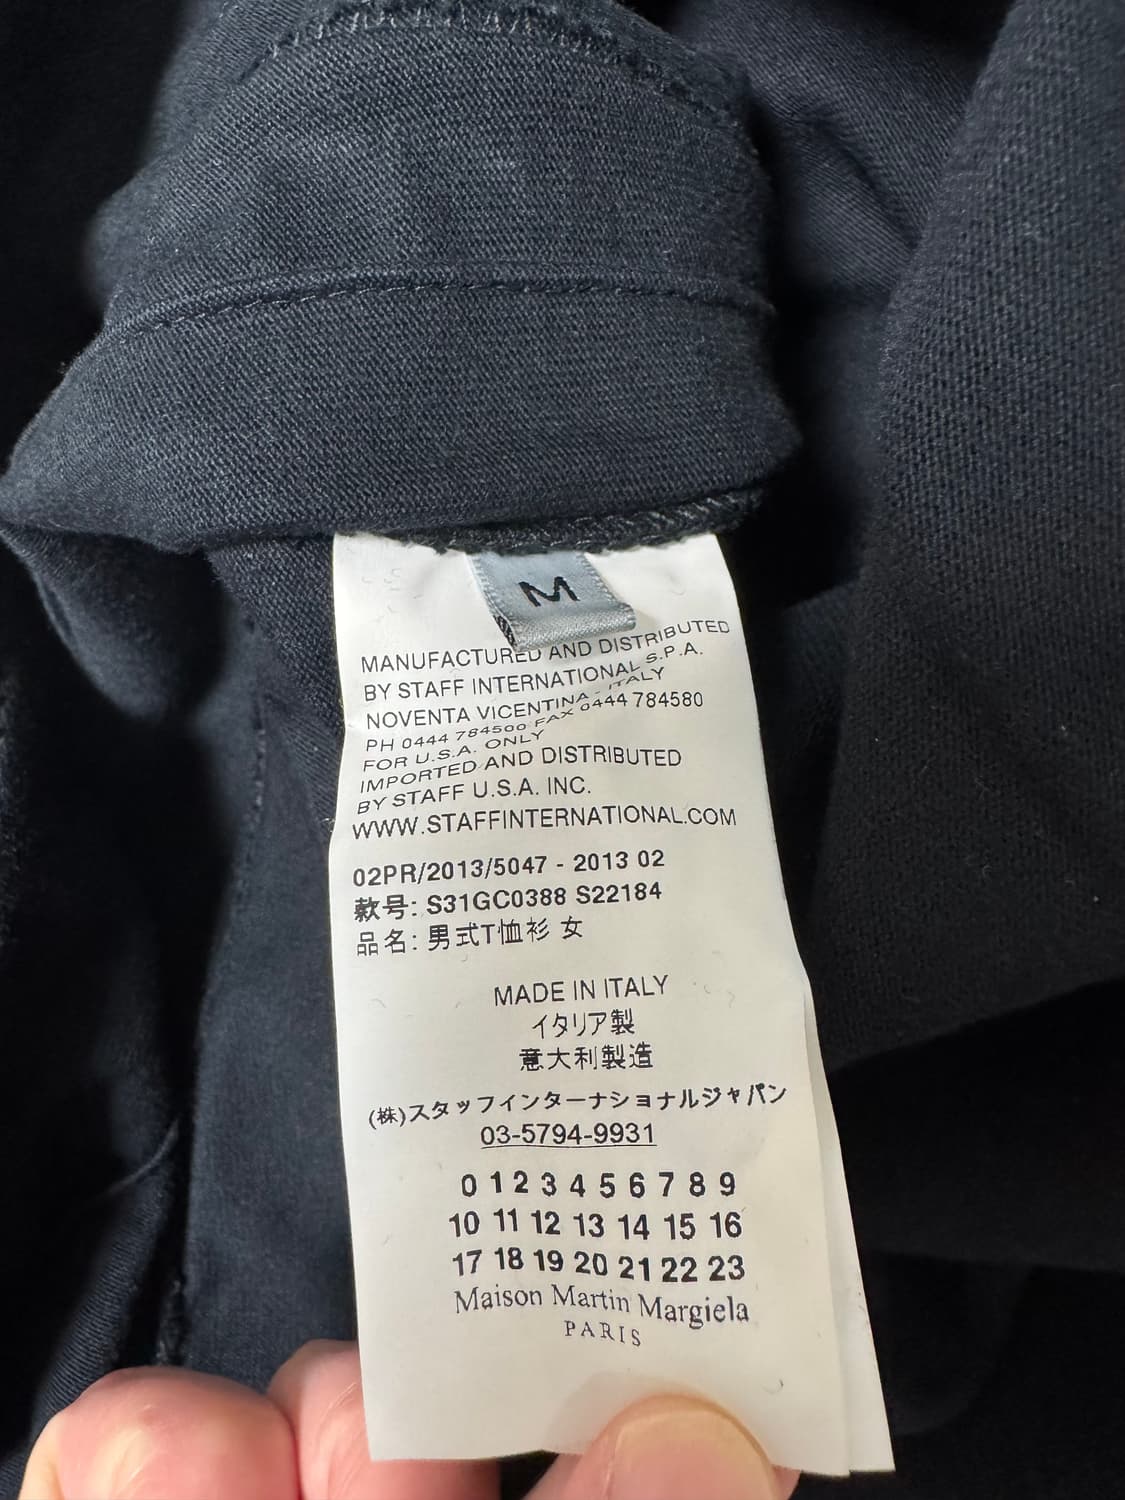 M
MANUFACTURED AND DISTRIBUTED
BY STAFF INTERNATIONAL S.P.A.
NOVENTA VICENTINA - ITALY
PH 0444 784500 FAX 0444 784580
FOR U.S.A. ONLY
IMPORTED AND DISTRIBUTED
BY STAFF U.S.A. INC.
WWW.STAFFINTERNATIONAL.COM
02PR/2013/5047 - 2013 02
款号: S31GC0388 S22184
品名: 男式T恤衫 女
MADE IN ITALY
イタリア製
意大利製造
(株)スタッフインターナショナルジャパン
03-5794-9931
0 1 2 3 4 5 6 7 8 9
10 11 12 13 14 15 16
17 18 19 20 21 22 23
Maison Martin Margiela
PARIS